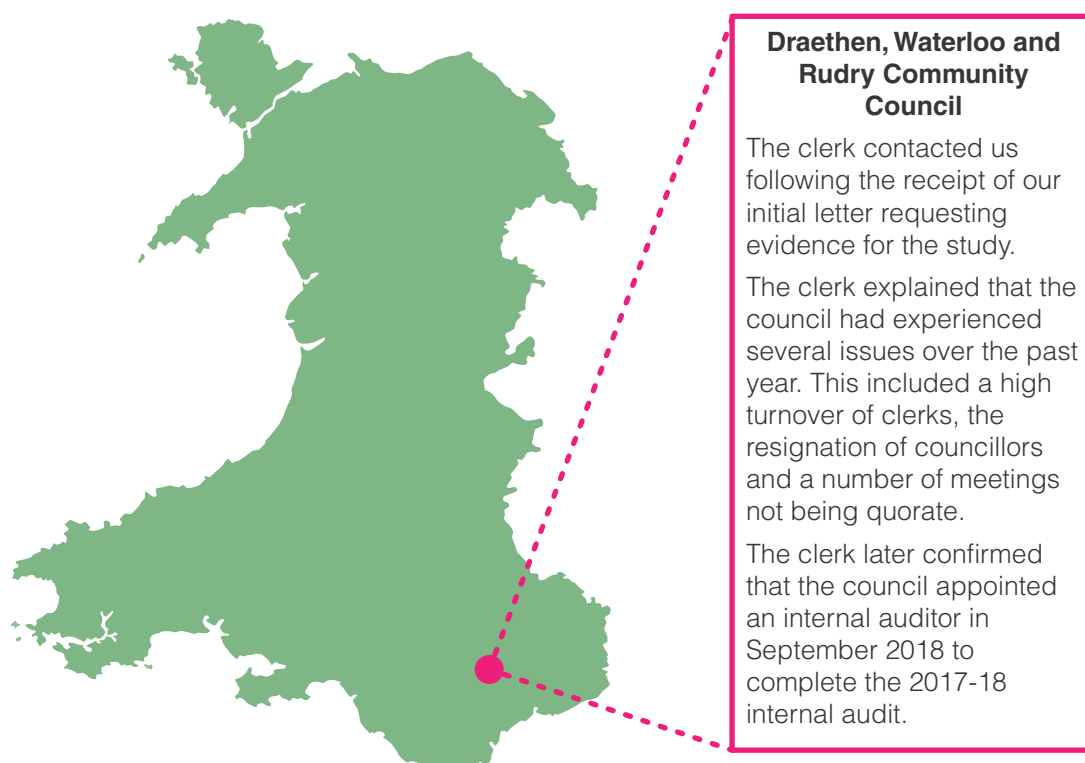 Draethen, Waterloo and
Rudry Community
Council
The clerk contacted us
following the receipt of our
initial letter requesting
evidence for the study.
The clerk explained that the
council had experienced
several issues over the past
year. This included a high
turnover of clerks, the
resignation of councillors
and a number of meetings
not being quorate.
The clerk later confirmed
that the council appointed
an internal auditor in
September 2018 to
complete the 2017-18
internal audit.